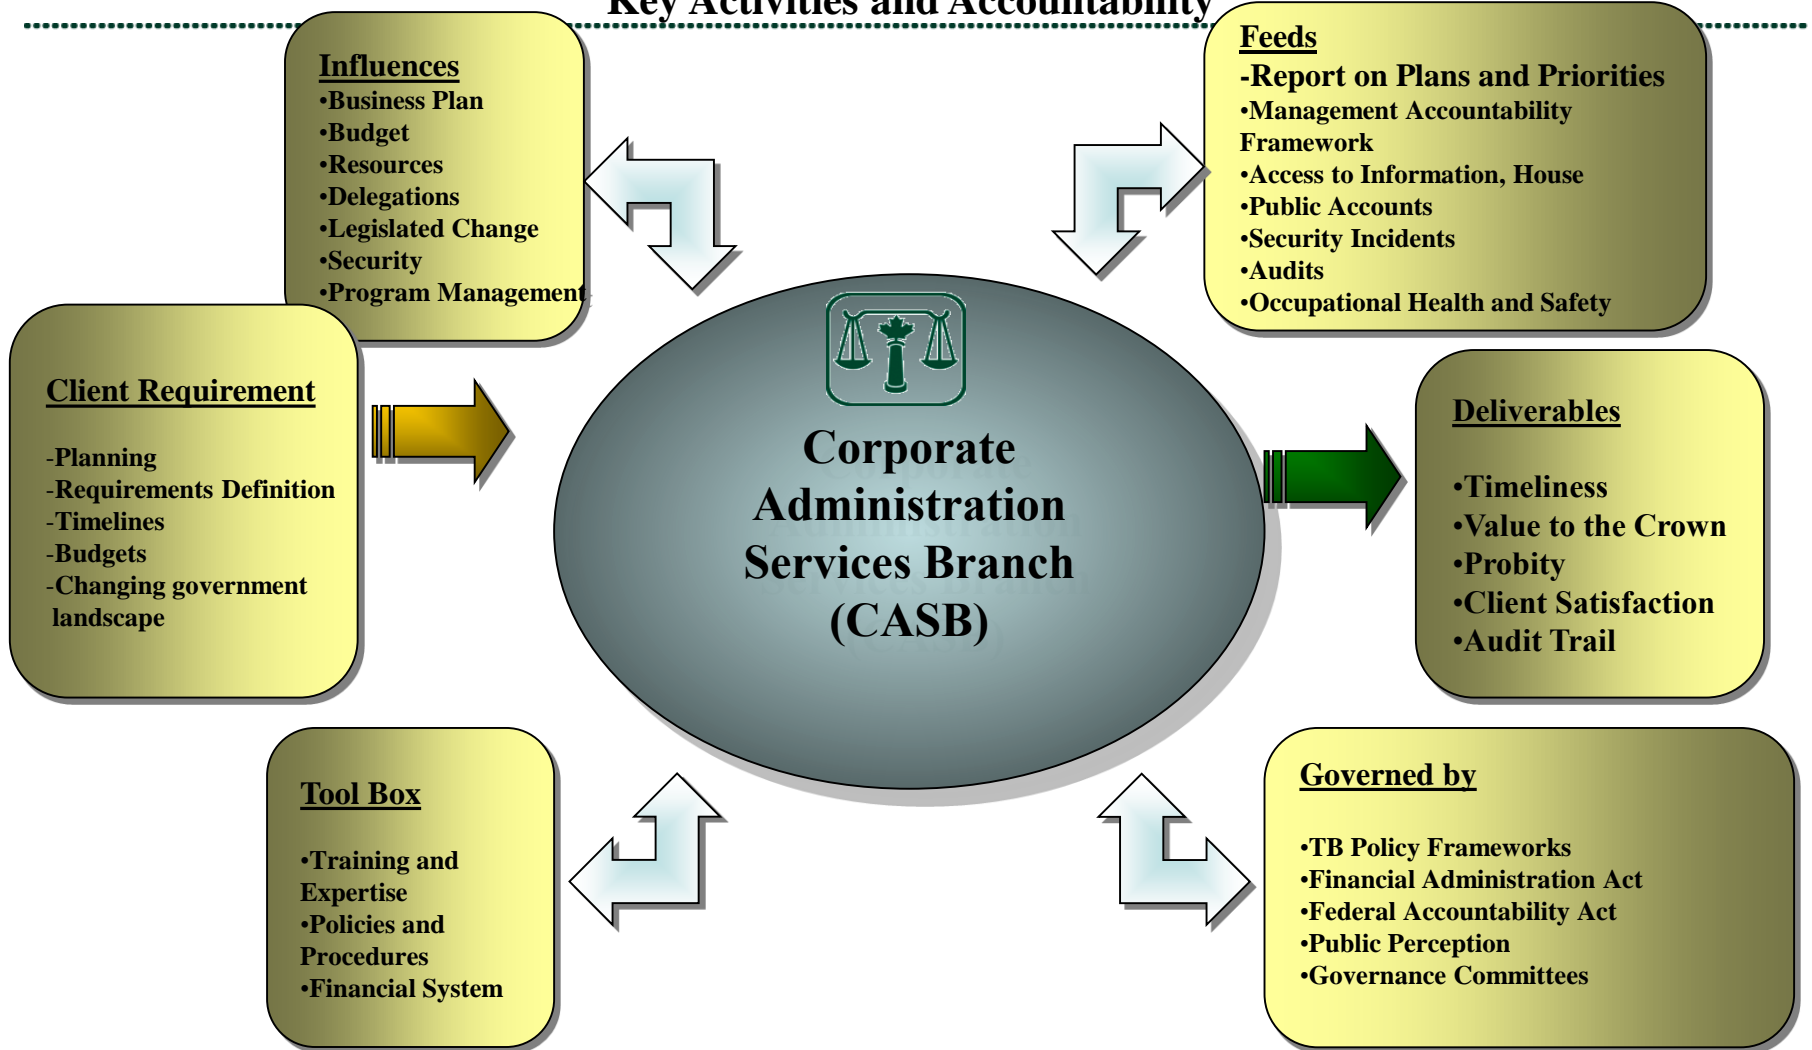 Key Activities and Accountability
Influences
•Business Plan
•Budget
•Resources
•Delegations
•Legislated Change
•Security
•Program Management
Feeds
-Report on Plans and Priorities
•Management Accountability
Framework
•Access to Information, House
•Public Accounts
•Security Incidents
•Audits
•Occupational Health and Safety
Client Requirement
-Planning
-Requirements Definition
-Timelines
-Budgets
-Changing government
landscape
Corporate
Administration
Services Branch
(CASB)
Deliverables
•Timeliness
•Value to the Crown
•Probity
•Client Satisfaction
•Audit Trail
Tool Box
•Training and
Expertise
•Policies and
Procedures
•Financial System
Governed by
•TB Policy Frameworks
•Financial Administration Act
•Federal Accountability Act
•Public Perception
•Governance Committees